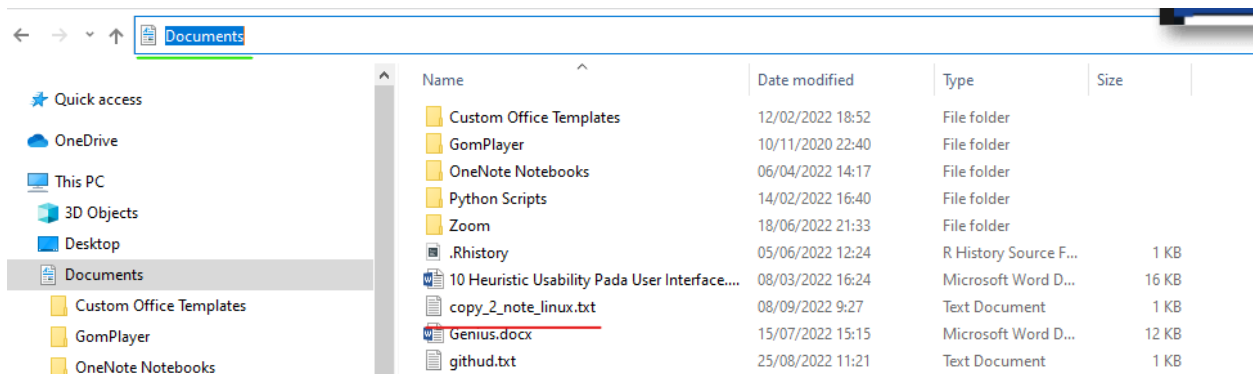 Documents
Name Date modified Type Size
Quick access
OneDrive
This PC
3D Objects
Desktop
Documents
Custom Office Templates
GomPlayer
OneNote Notebooks
Custom Office Templates 12/02/2022 18:52 File folder
GomPlayer 10/11/2020 22:40 File folder
OneNote Notebooks 06/04/2022 14:17 File folder
Python Scripts 14/02/2022 16:40 File folder
Zoom 18/06/2022 21:33 File folder
.Rhistory 05/06/2022 12:24 R History Source F... 1 KB
10 Heuristic Usability Pada User Interface.... 08/03/2022 16:24 Microsoft Word D... 16 KB
copy_2_note_linux.txt 08/09/2022 9:27 Text Document 1 KB
Genius.docx 15/07/2022 15:15 Microsoft Word D... 12 KB
githud.txt 25/08/2022 11:21 Text Document 1 KB